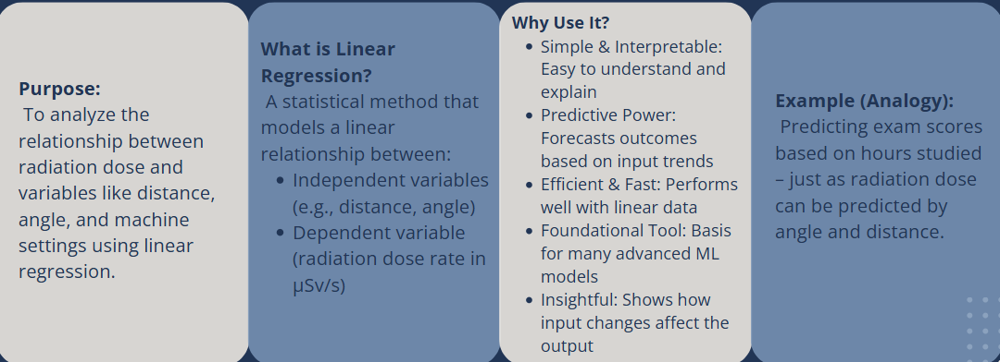 Purpose:
To analyze the
relationship between
radiation dose and
variables like distance,
angle, and machine
settings using linear
regression.
What is Linear
Regression?
A statistical method that
models a linear
relationship between:
• Independent variables
(e.g., distance, angle)
• Dependent variable
(radiation dose rate in
μSv/s)
Why Use It?
• Simple & Interpretable:
Easy to understand and
explain
• Predictive Power:
Forecasts outcomes
based on input trends
• Efficient & Fast: Performs
well with linear data
• Foundational Tool: Basis
for many advanced ML
models
• Insightful: Shows how
input changes affect the
output
Example (Analogy):
Predicting exam scores
based on hours studied
– just as radiation dose
can be predicted by
angle and distance.